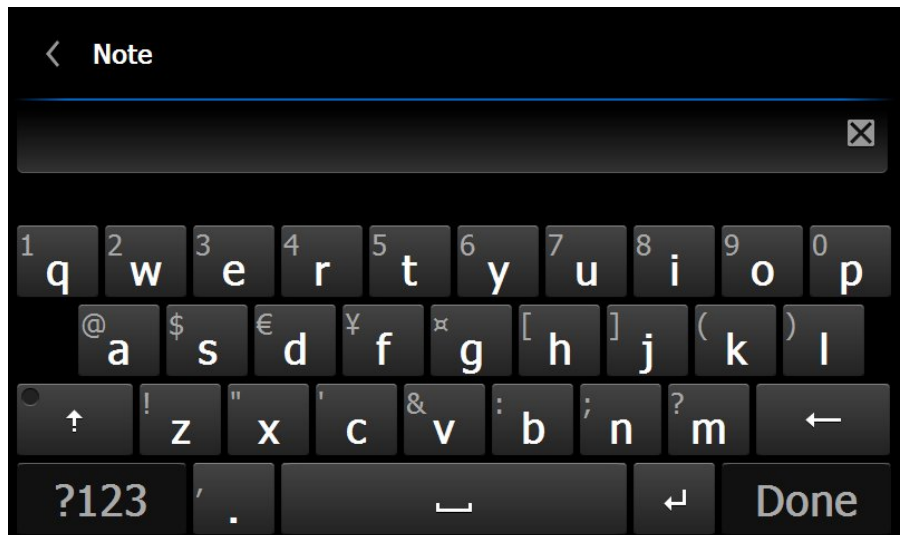 Note
1 q 2 w 3 e 4 r 5 t 6 y 7 u 8 i 9 o 0 p
@ a $ s € d ¥ f ¤ g [ h ] j ( k ) l
! z " x ' c & v : b ; n ? m
?123 , . Done